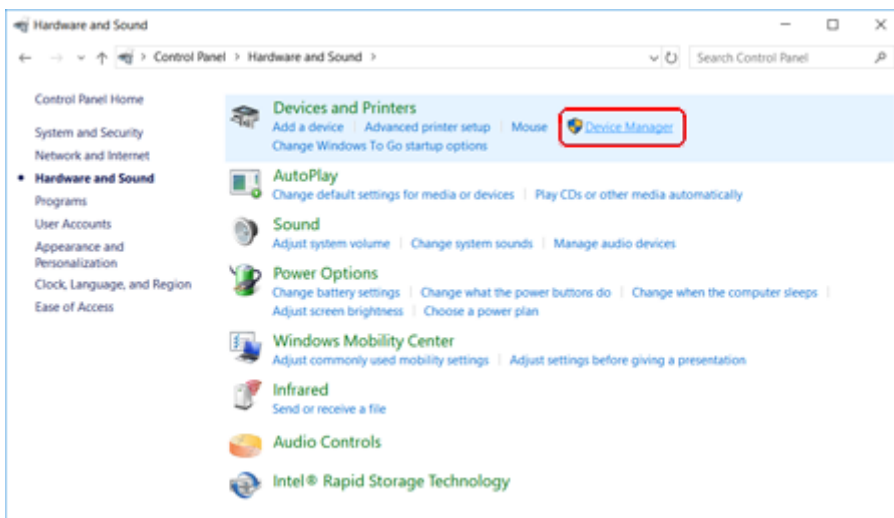 Hardware and Sound
Control Panel > Hardware and Sound >
Search Control Panel
Control Panel Home
System and Security
Network and Internet
Hardware and Sound
Programs
User Accounts
Appearance and
Personalization
Clock, Language, and Region
Ease of Access
Devices and Printers
Add a device | Advanced printer setup | Mouse | Device Manager
Change Windows To Go startup options
AutoPlay
Change default settings for media or devices | Play CDs or other media automatically
Sound
Adjust system volume | Change system sounds | Manage audio devices
Power Options
Change battery settings | Change what the power buttons do | Change when the computer sleeps |
Adjust screen brightness | Choose a power plan
Windows Mobility Center
Adjust commonly used mobility settings | Adjust settings before giving a presentation
Infrared
Send or receive a file
Audio Controls
Intel® Rapid Storage Technology